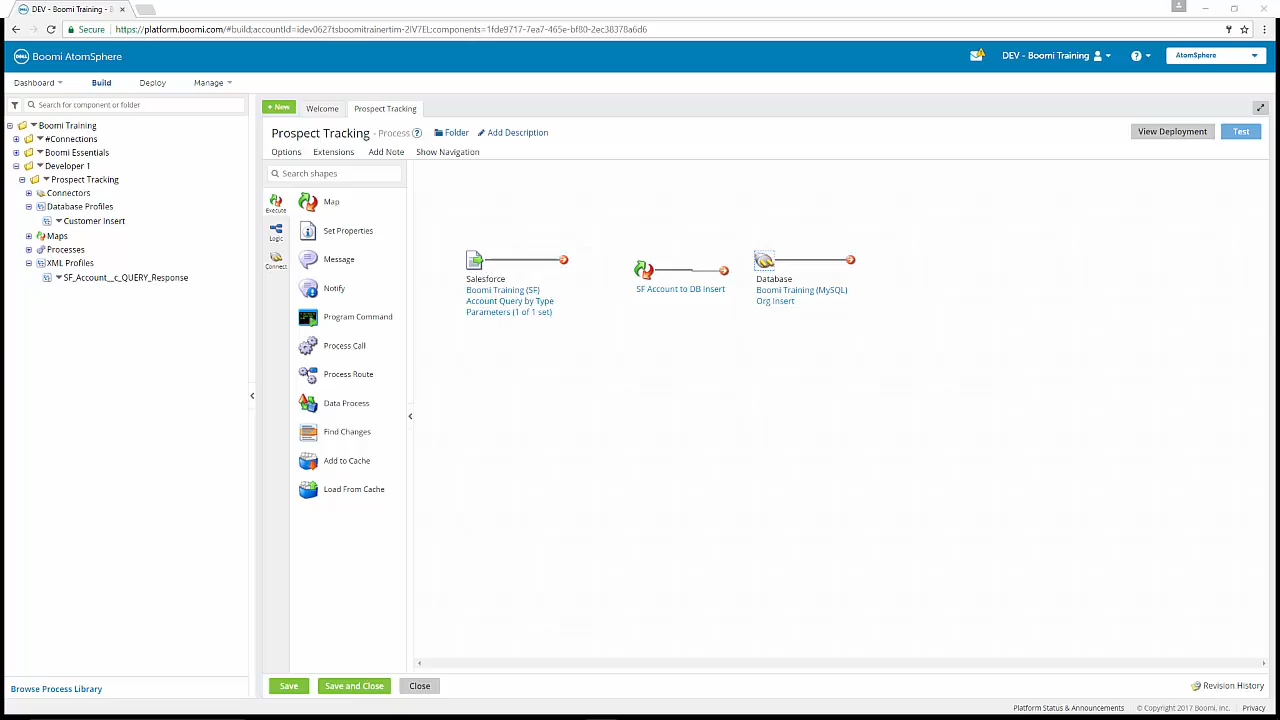 DEV - Boomi Training - B
Secure
https://platform.boomi.com/#build;accountId=idev0627tsboomitrainertim-2IV7EL;components=1fde9717-7ea7-465e-bf80-2ec38378a6d6
DELL Boomi AtomSphere
DEV - Boomi Training
AtomSphere
Dashboard
Build
Deploy
Manage
Search for component or folder
Boomi Training
#Connections
Boomi Essentials
Developer 1
Prospect Tracking
Connectors
Database Profiles
Customer Insert
Maps
Processes
XML Profiles
SF_Account__c_QUERY_Response
Browse Process Library
+ New
Welcome
Prospect Tracking
Prospect Tracking - Process ?
Folder
Add Description
View Deployment
Test
Options
Extensions
Add Note
Show Navigation
Search shapes
Execute
Logic
Connect
Map
Set Properties
Message
Notify
Program Command
Process Call
Process Route
Data Process
Find Changes
Add to Cache
Load From Cache
Salesforce
Boomi Training (SF)
Account Query by Type
Parameters (1 of 1 set)
SF Account to DB Insert
Database
Boomi Training (MySQL)
Org Insert
Save
Save and Close
Close
Revision History
Platform Status & Announcements
© Copyright 2017 Boomi, Inc.
Privacy